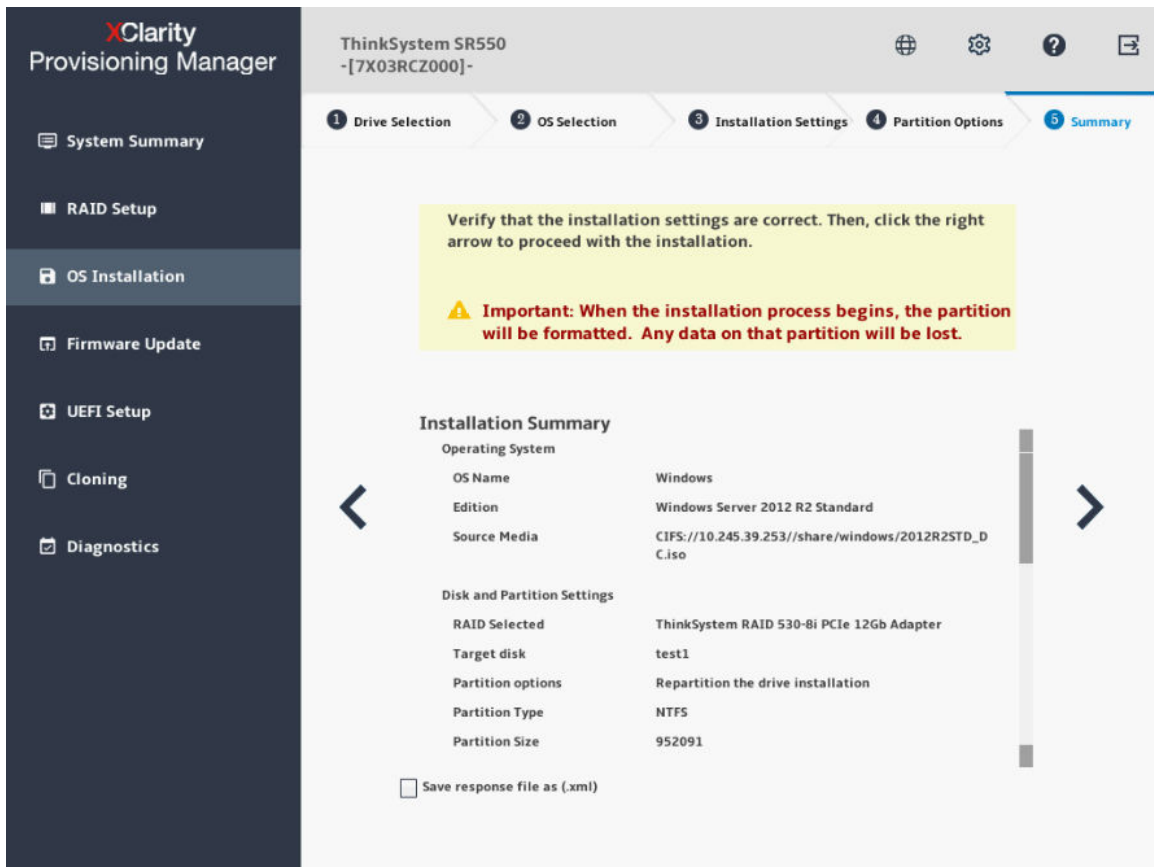 XClarity
Provisioning Manager
ThinkSystem SR550
-[7X03RCZ000]-
System Summary
RAID Setup
OS Installation
Firmware Update
UEFI Setup
Cloning
Diagnostics
1 Drive Selection
2 OS Selection
3 Installation Settings
4 Partition Options
5 Summary
Verify that the installation settings are correct. Then, click the right
arrow to proceed with the installation.
Important: When the installation process begins, the partition
will be formatted. Any data on that partition will be lost.
Installation Summary
Operating System
OS Name Windows
Edition Windows Server 2012 R2 Standard
Source Media CIFS://10.245.39.253//share/windows/2012R2STD_D
C.iso
Disk and Partition Settings
RAID Selected ThinkSystem RAID 530-8i PCIe 12Gb Adapter
Target disk test1
Partition options Repartition the drive installation
Partition Type NTFS
Partition Size 952091
Save response file as (.xml)